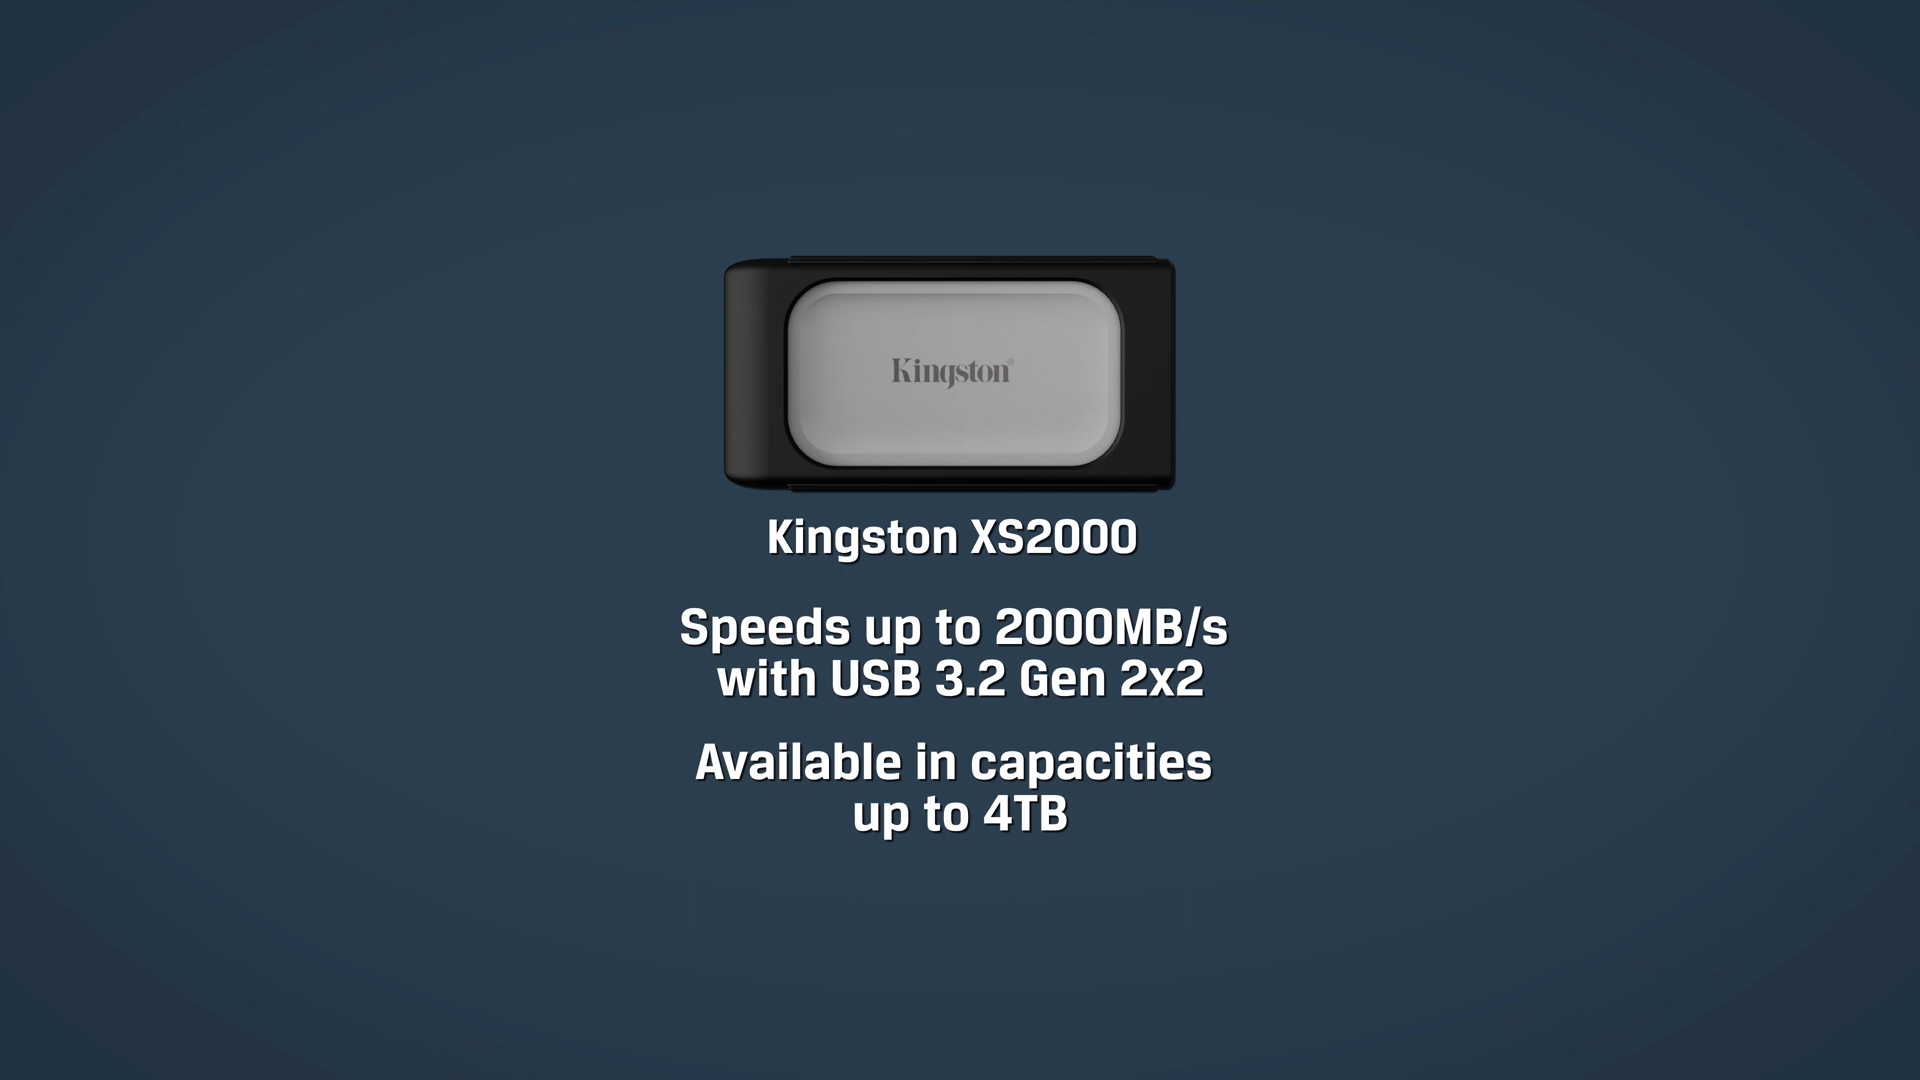 Kingston®
Kingston XS2000
Speeds up to 2000MB/s
with USB 3.2 Gen 2x2
Available in capacities
up to 4TB